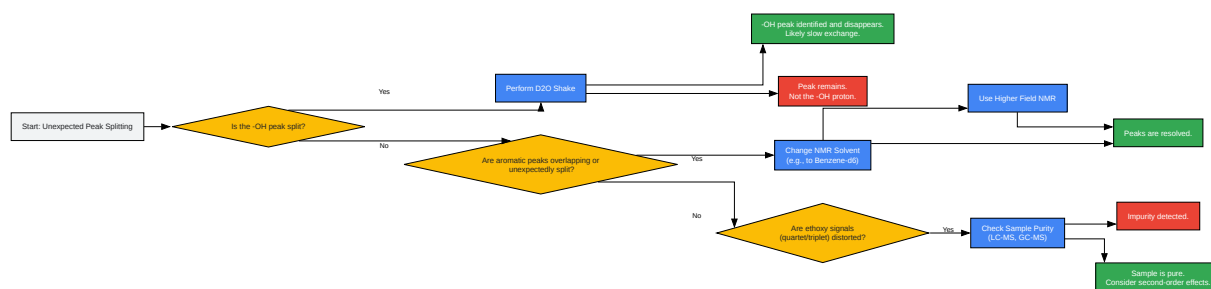 -OH peak identified and disappears.
Likely slow exchange.
Yes
Perform D2O Shake
Peak remains.
Not the -OH proton.
Use Higher Field NMR
Start: Unexpected Peak Splitting
Is the -OH peak split?
Peaks are resolved.
No
Are aromatic peaks overlapping or
unexpectedly split?
Yes
Change NMR Solvent
(e.g., to Benzene-d6)
No
Are ethoxy signals
(quartet/triplet) distorted?
Yes
Check Sample Purity
(LC-MS, GC-MS)
Impurity detected.
Sample is pure.
Consider second-order effects.